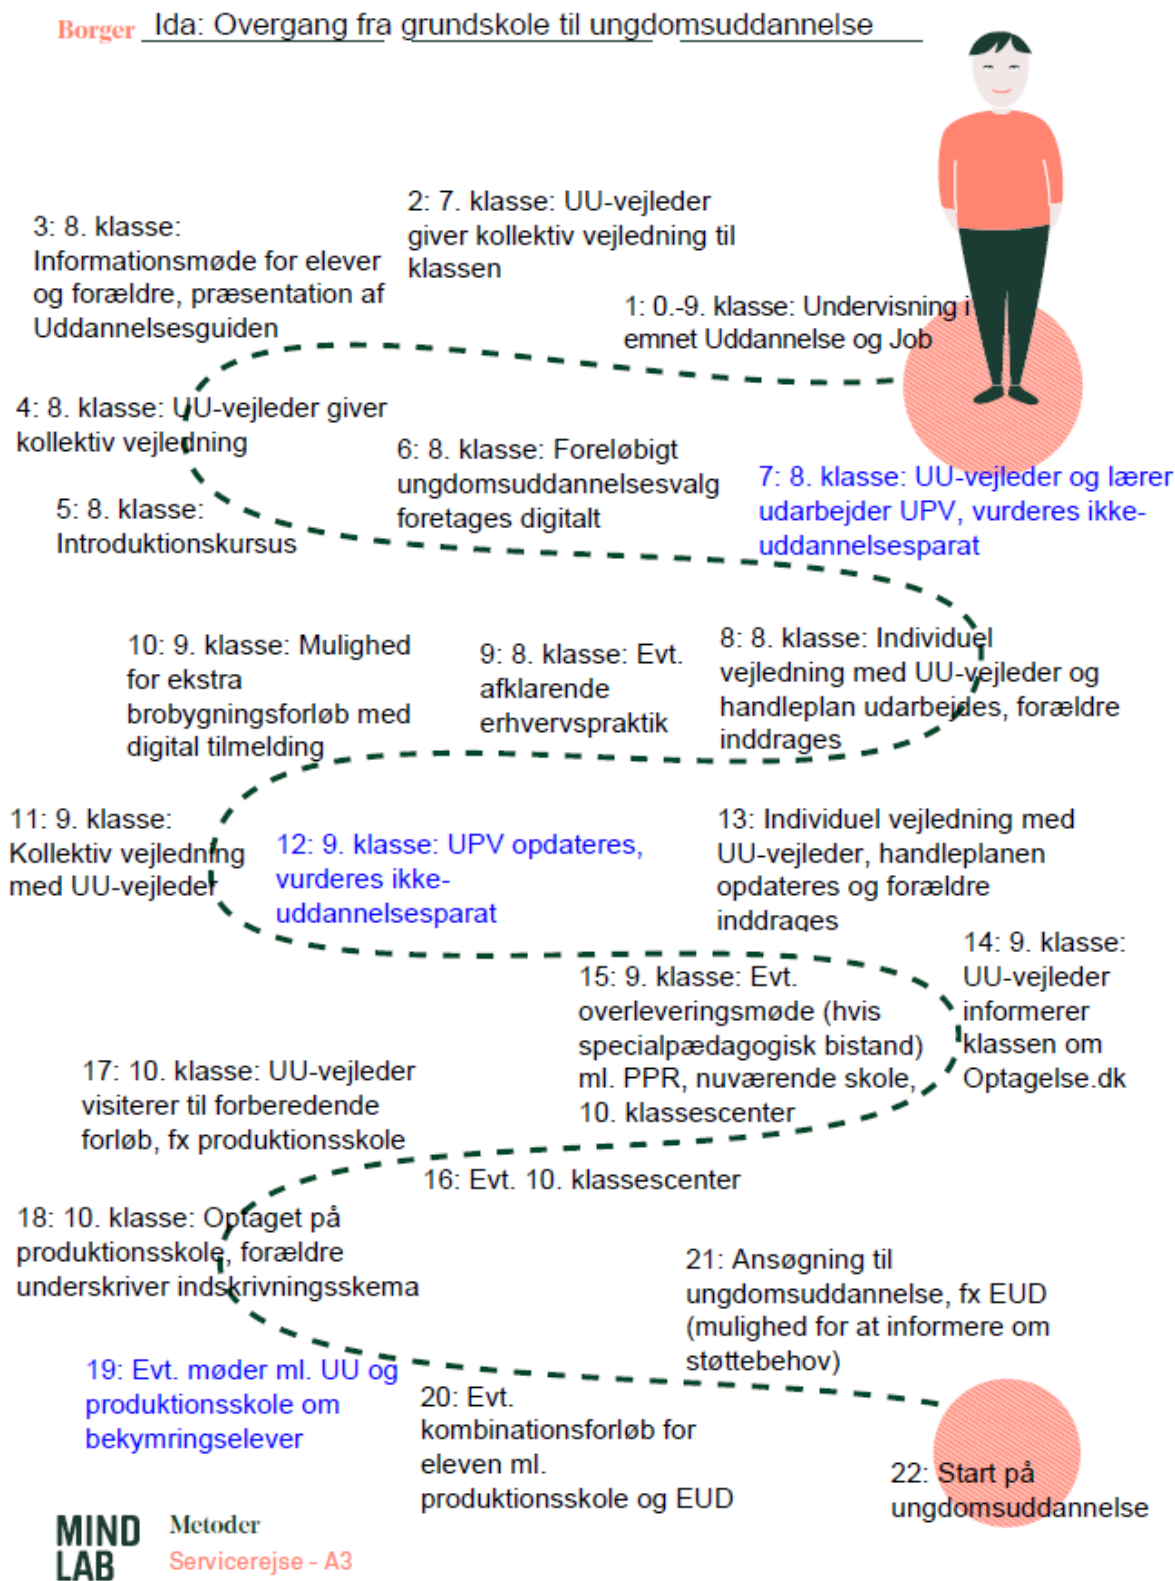 Borger Ida: Overgang fra grundskole til ungdomsuddannelse
1: 0.-9. klasse: Undervisning i
emnet Uddannelse og Job
2: 7. klasse: UU-vejleder
giver kollektiv vejledning til
klassen
3: 8. klasse:
Informationsmøde for elever
og forældre, præsentation af
Uddannelsesguiden
4: 8. klasse: UU-vejleder giver
kollektiv vejledning
5: 8. klasse:
Introduktionskursus
6: 8. klasse: Foreløbigt
ungdomsuddannelsesvalg
foretages digitalt
7: 8. klasse: UU-vejleder og lærer
udarbejder UPV, vurderes ikke-
uddannelsesparat
8: 8. klasse: Individuel
vejledning med UU-vejleder og
handleplan udarbejdes, forældre
inddrages
9: 8. klasse: Evt.
afklarende
erhvervspraktik
10: 9. klasse: Mulighed
for ekstra
brobygningsforløb med
digital tilmelding
11: 9. klasse:
Kollektiv vejledning
med UU-vejleder
12: 9. klasse: UPV opdateres,
vurderes ikke-
uddannelsesparat
13: Individuel vejledning med
UU-vejleder, handleplanen
opdateres og forældre
inddrages
14: 9. klasse:
UU-vejleder
informerer
klassen om
Optagelse.dk
15: 9. klasse: Evt.
overleveringsmøde (hvis
specialpædagogisk bistand)
ml. PPR, nuværende skole,
10. klassescenter
16: Evt. 10. klassescenter
17: 10. klasse: UU-vejleder
visiterer til forberedende
forløb, fx produktionsskole
18: 10. klasse: Optaget på
produktionsskole, forældre
underskriver indskrivningsskema
19: Evt. møder ml. UU og
produktionsskole om
bekymringselever
20: Evt.
kombinationsforløb for
eleven ml.
produktionsskole og EUD
21: Ansøgning til
ungdomsuddannelse, fx EUD
(mulighed for at informere om
støttebehov)
22: Start på
ungdomsuddannelse
MIND
LAB
Metoder
Servicerejse - A3